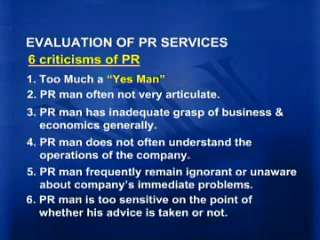 EVALUATION OF PR SERVICES
6 criticisms of PR
1. Too Much a “Yes Man”
2. PR man often not very articulate.
3. PR man has inadequate grasp of business &
economics generally.
4. PR man does not often understand the
operations of the company.
5. PR man frequently remain ignorant or unaware
about company's immediate problems.
6. PR man is too sensitive on the point of
whether his advice is taken or not.